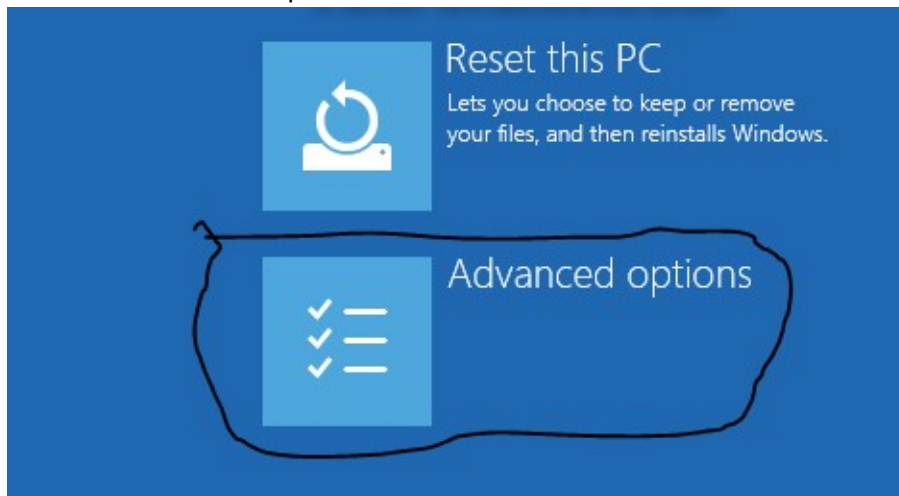 Reset this PC
Lets you choose to keep or remove
your files, and then reinstalls Windows.
Advanced options